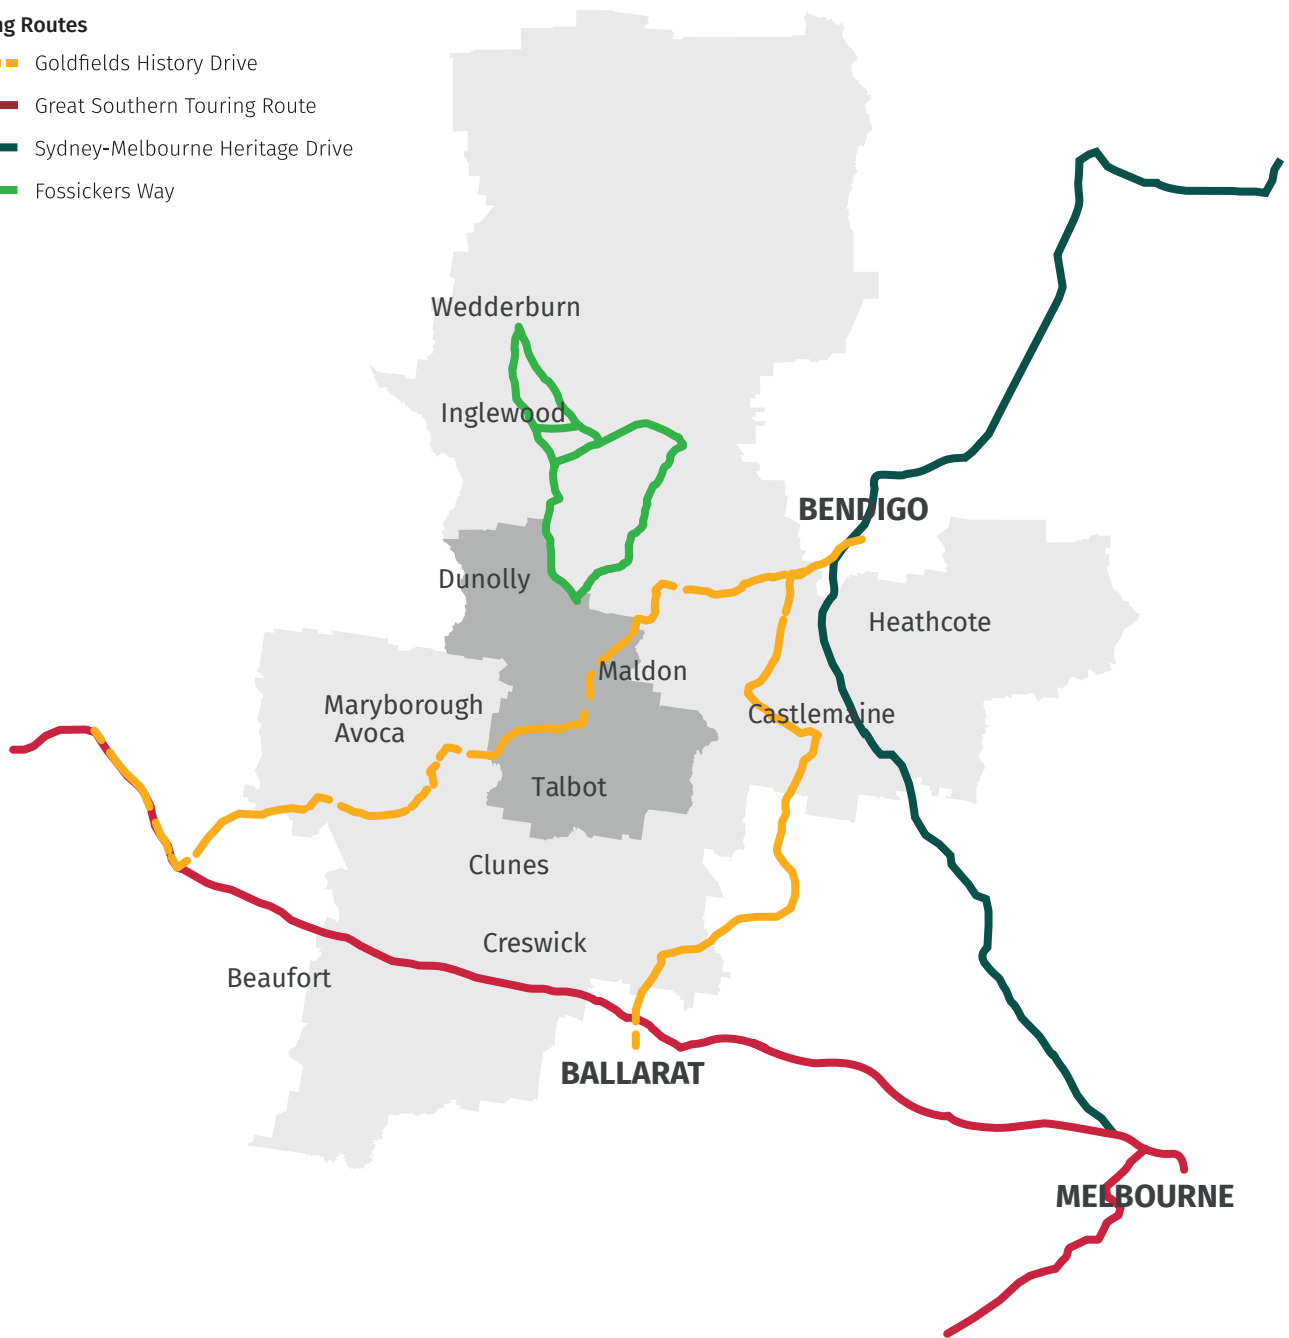 ng Routes
Goldfields History Drive
Great Southern Touring Route
Sydney-Melbourne Heritage Drive
Fossickers Way
Wedderburn
Inglewood
BENDIGO
Dunolly
Heathcote
Maldon
Maryborough
Castlemaine
Avoca
Talbot
Clunes
Creswick
Beaufort
BALLARAT
MELBOURNE